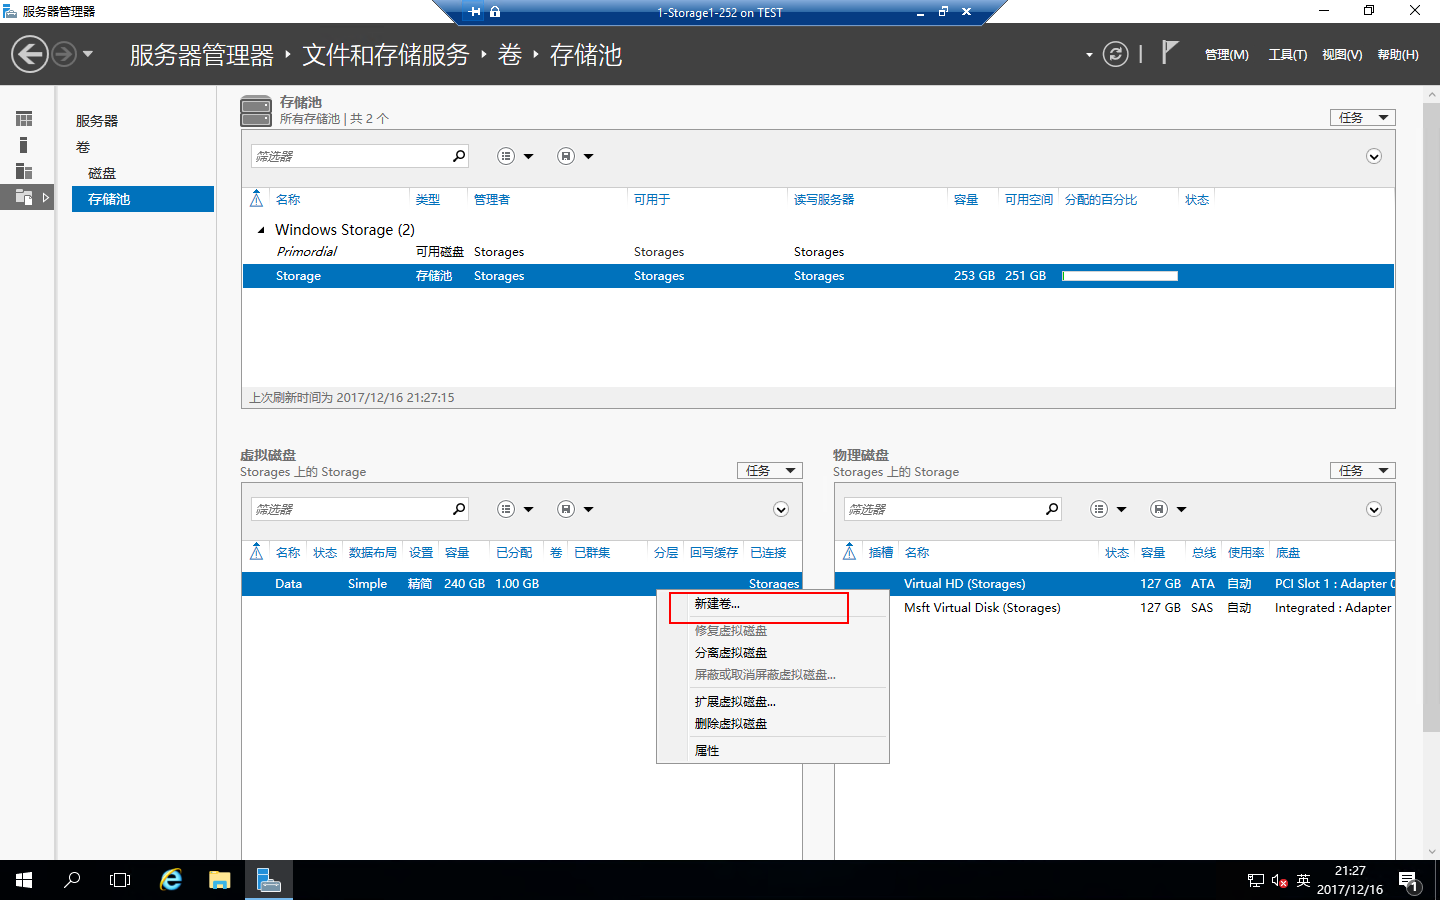 服务器管理器
1-Storage1-252 on TEST
服务器管理器 文件和存储服务 卷 存储池
管理(M) 工具(T) 视图(V) 帮助(H)
服务器
卷
磁盘
存储池
存储池
所有存储池 | 共 2 个
任务
筛选器
名称 类型 管理者 可用于 读写服务器 容量 可用空间 分配的百分比 状态
Windows Storage (2)
Primordial 可用磁盘 Storages Storages Storages
Storage 存储池 Storages Storages Storages 253 GB 251 GB
上次刷新时间为 2017/12/16 21:27:15
虚拟磁盘
Storages 上的 Storage
任务
筛选器
名称 状态 数据布局 设置 容量 已分配 卷 已群集 分层 回写缓存 已连接
Data Simple 精简 240 GB 1.00 GB Storages
新建卷...
修复虚拟磁盘
分离虚拟磁盘
屏蔽或取消屏蔽虚拟磁盘...
扩展虚拟磁盘...
删除虚拟磁盘
属性
物理磁盘
Storages 上的 Storage
任务
筛选器
插槽 名称 状态 容量 总线 使用率 底盘
Virtual HD (Storages) 127 GB ATA 自动 PCI Slot 1 : Adapter 0
Msft Virtual Disk (Storages) 127 GB SAS 自动 Integrated : Adapter
英
21:27
2017/12/16
1